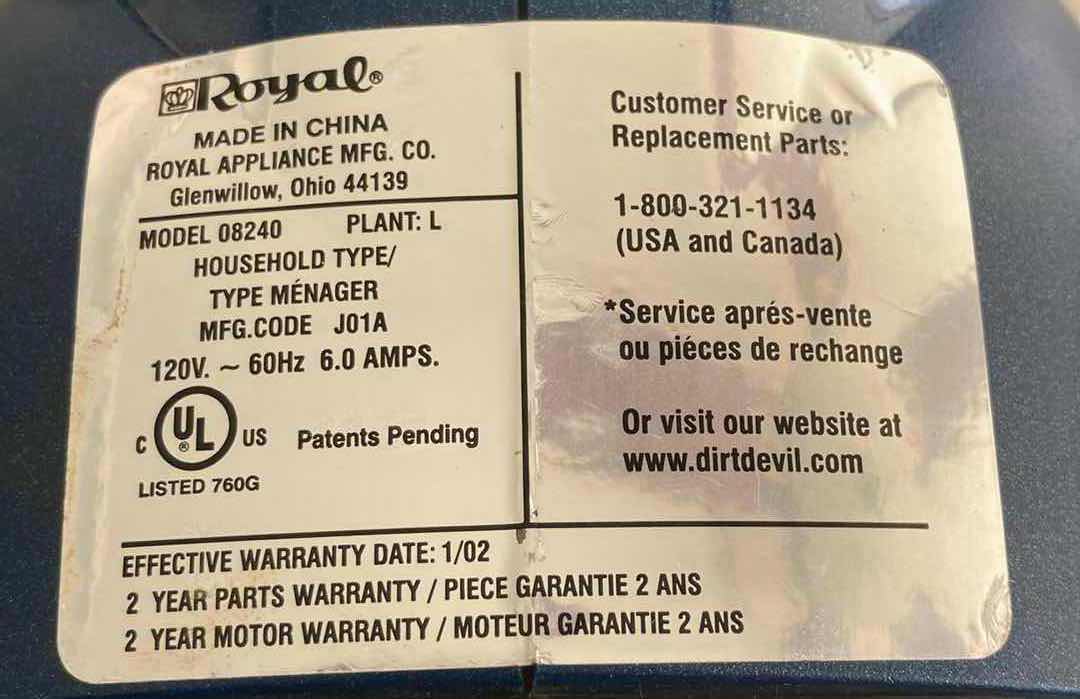 Royal®
MADE IN CHINA
ROYAL APPLIANCE MFG. CO.
Glenwillow, Ohio 44139
MODEL 08240 PLANT: L
HOUSEHOLD TYPE/
TYPE MÉNAGER
MFG.CODE J01A
120V. ~ 60Hz 6.0 AMPS.
C UL® US Patents Pending
LISTED 760G
Customer Service or
Replacement Parts:
1-800-321-1134
(USA and Canada)
*Service aprés-vente
ou piéces de rechange
Or visit our website at
www.dirtdevil.com
EFFECTIVE WARRANTY DATE: 1/02
2 YEAR PARTS WARRANTY / PIECE GARANTIE 2 ANS
2 YEAR MOTOR WARRANTY / MOTEUR GARANTIE 2 ANS